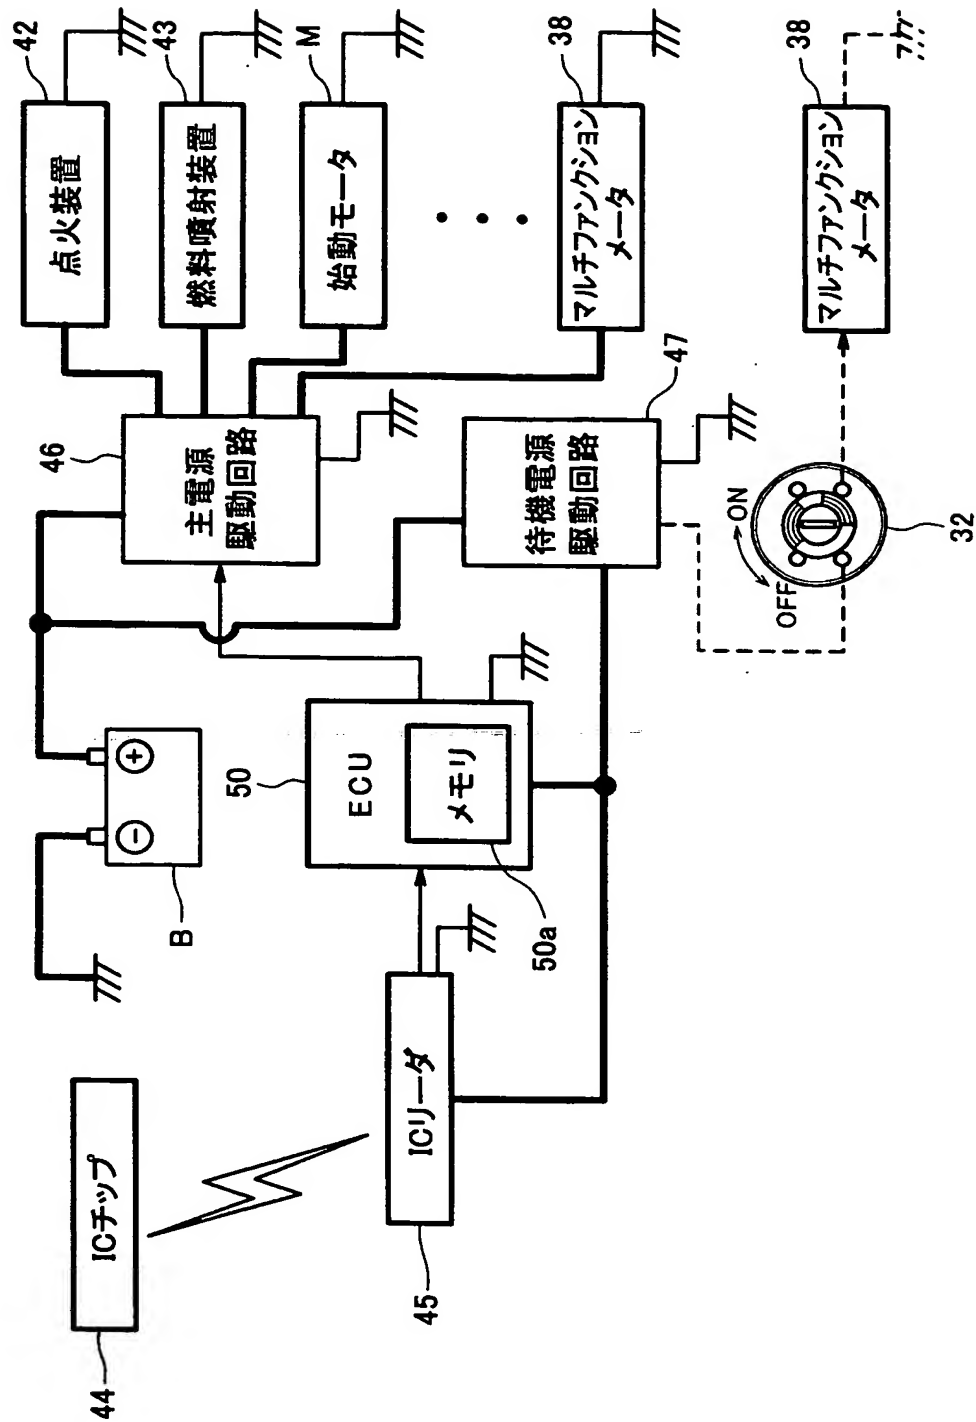 44
ICチップ
45
ICリーダ
B
−
+
50
ECU
メモリ
50a
46
主電源
駆動回路
47
待機電源
駆動回路
OFF
ON
32
42
点火装置
43
燃料噴射装置
M
始動モータ
38
マルチファンクション
メータ
38
マルチファンクション
メータ